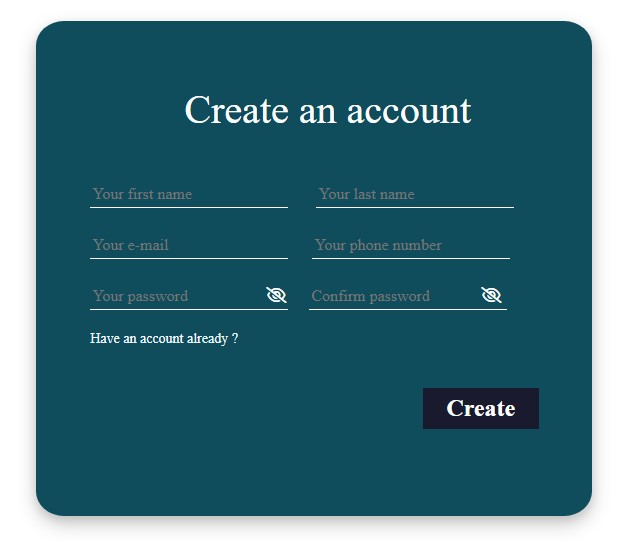 Create an account
Your first name Your last name
Your e-mail Your phone number
Your password Confirm password
Have an account already ?
Create